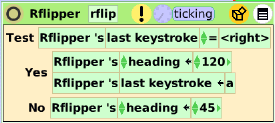 Rflipper rflip ! ticking
Test Rflipper 's last keystroke = <right>
Yes Rflipper 's heading ← 120
Rflipper 's last keystroke ← a
No Rflipper 's heading ← 45